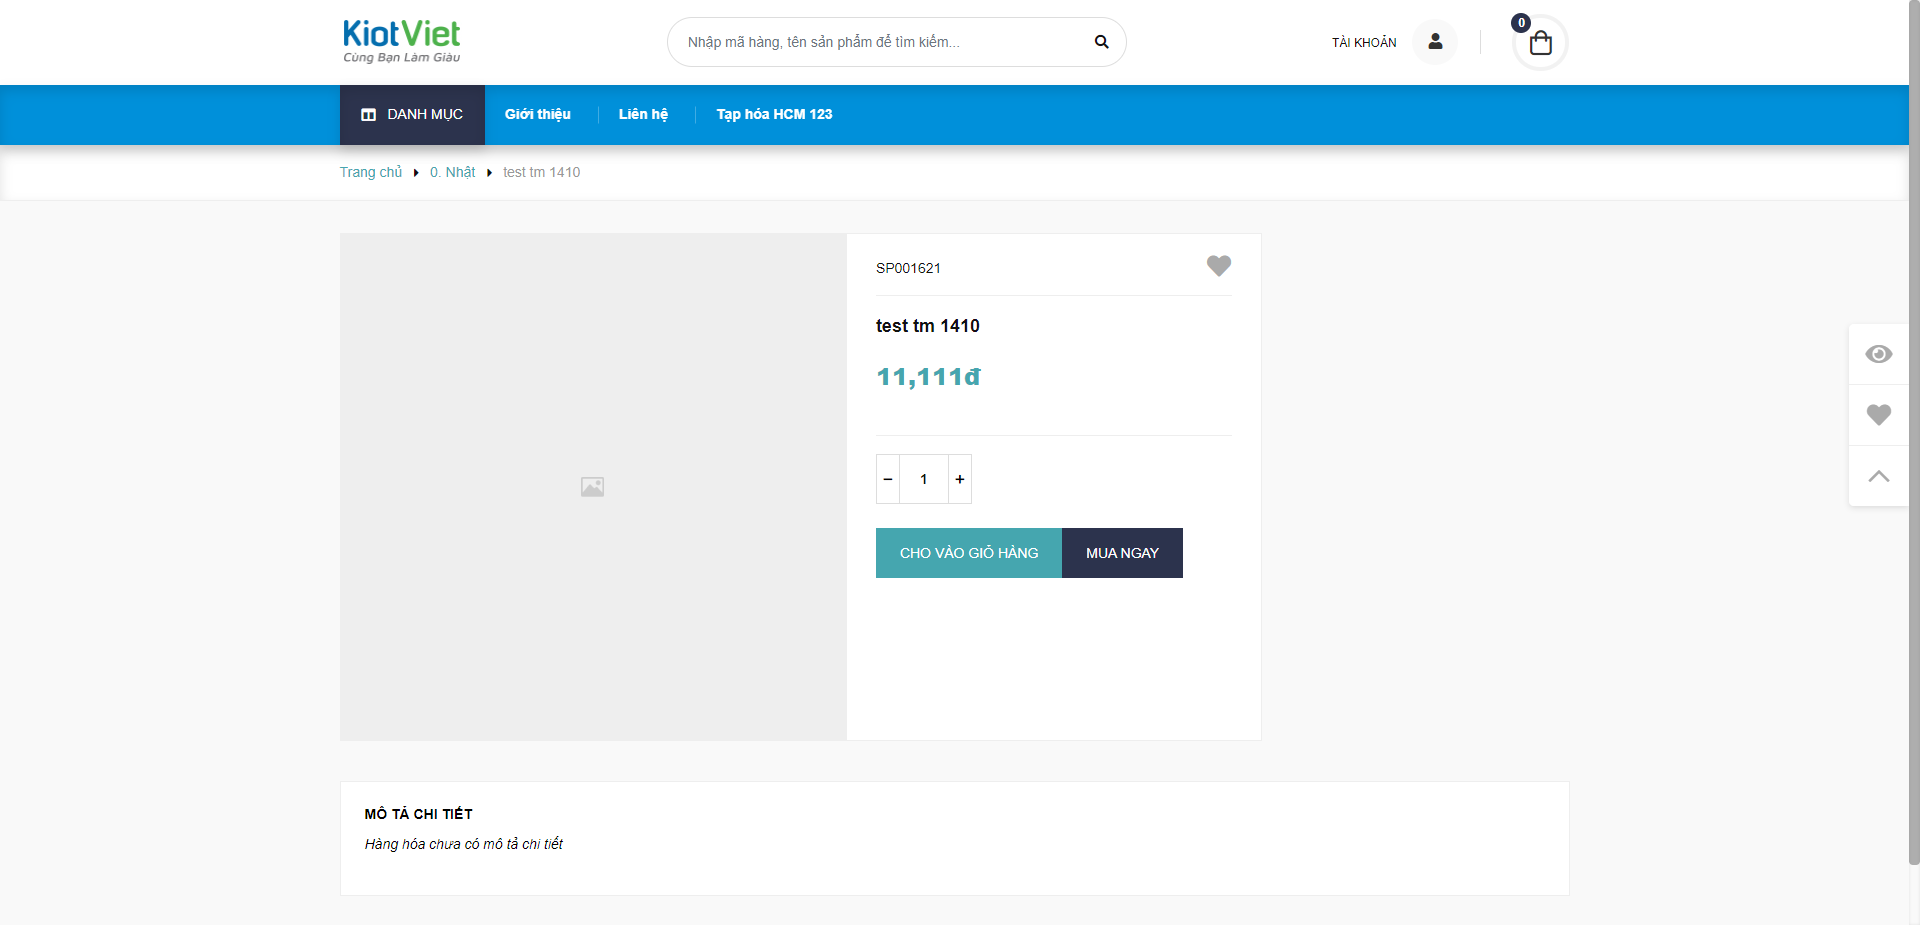 KiotViet
Cùng Bạn Làm Giàu
Nhập mã hàng, tên sản phẩm để tìm kiếm...
TÀI KHOẢN
0
DANH MỤC
Giới thiệu
Liên hệ
Tạp hóa HCM 123
Trang chủ
0. Nhật
test tm 1410
SP001621
test tm 1410
11,111đ
− 1 +
CHO VÀO GIỎ HÀNG
MUA NGAY
MÔ TẢ CHI TIẾT
Hàng hóa chưa có mô tả chi tiết